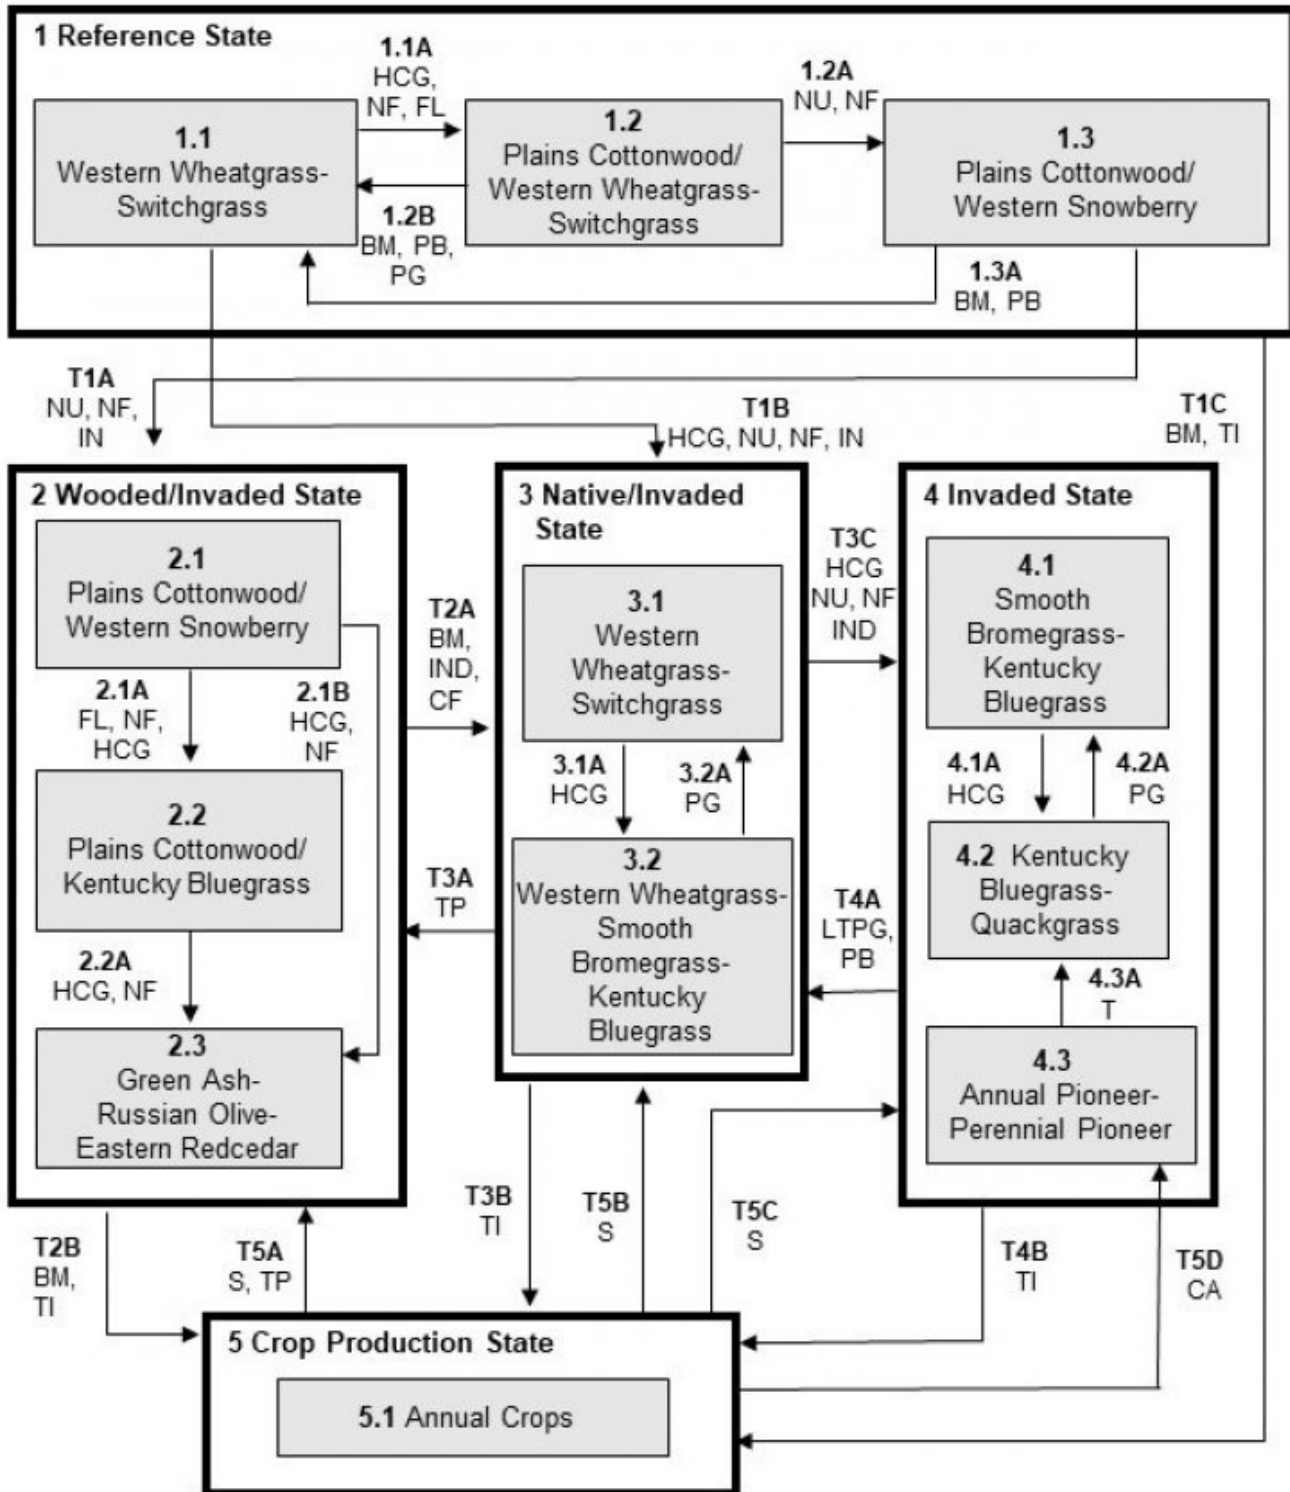 1 Reference State
1.1A
HCG,
NF, FL
1.2A
NU, NF
1.1
Western Wheatgrass-
Switchgrass
1.2
Plains Cottonwood/
Western Wheatgrass-
Switchgrass
1.3
Plains Cottonwood/
Western Snowberry
1.2B
BM, PB,
PG
1.3A
BM, PB
T1A
NU, NF,
IN
T1B
HCG, NU, NF, IN
T1C
BM, TI
2 Wooded/Invaded State
2.1
Plains Cottonwood/
Western Snowberry
2.1A
FL, NF,
HCG
2.1B
HCG,
NF
2.2
Plains Cottonwood/
Kentucky Bluegrass
2.2A
HCG, NF
2.3
Green Ash-
Russian Olive-
Eastern Redcedar
T2A
BM,
IND,
CF
T3A
TP
3 Native/Invaded
State
3.1
Western
Wheatgrass-
Switchgrass
3.1A
HCG
3.2A
PG
3.2
Western Wheatgrass-
Smooth
Bromegrass-
Kentucky
Bluegrass
T3C
HCG
NU, NF
IND
T4A
LTPG,
PB
4 Invaded State
4.1
Smooth
Bromegrass-
Kentucky
Bluegrass
4.1A
HCG
4.2A
PG
4.2 Kentucky
Bluegrass-
Quackgrass
4.3A
T
4.3
Annual Pioneer-
Perennial Pioneer
T2B
BM,
TI
T5A
S, TP
T3B
TI
T5B
S
T5C
S
T4B
TI
T5D
CA
5 Crop Production State
5.1 Annual Crops